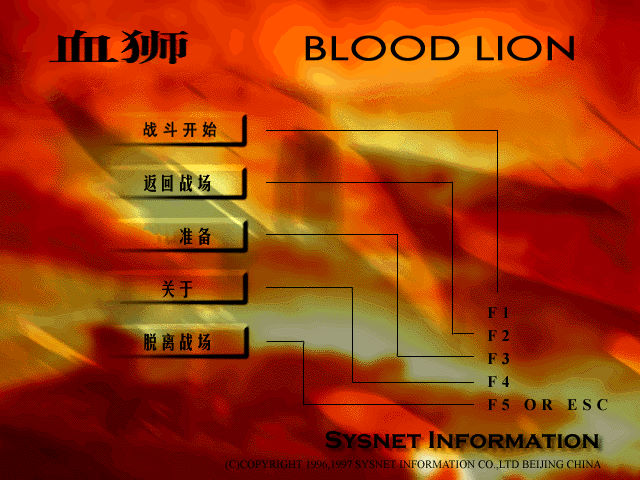 血狮 BLOOD LION
战斗开始
返回战场
准备
关于
脱离战场
F1
F2
F3
F4
F5 OR ESC
SYSNET INFORMATION
(C)COPYRIGHT 1996,1997 SYSNET INFORMATION CO.,LTD BEIJING CHINA